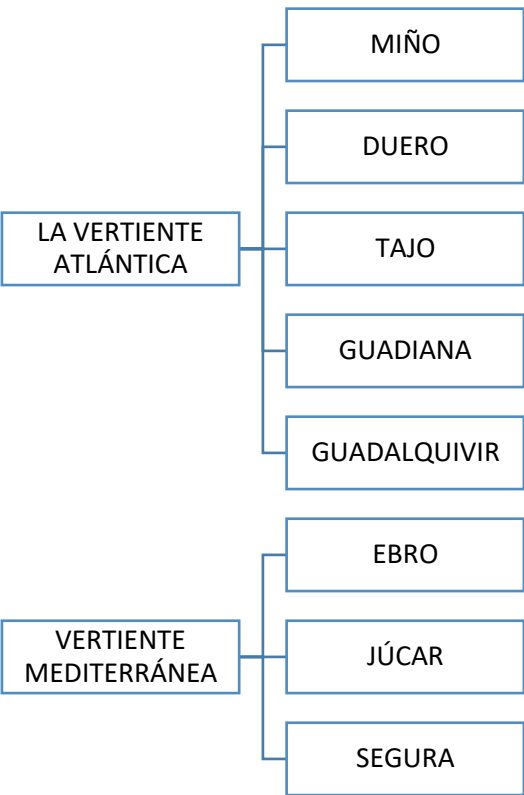 LA VERTIENTE
ATLÁNTICA
MIÑO
DUERO
TAJO
GUADIANA
GUADALQUIVIR
VERTIENTE
MEDITERRÁNEA
EBRO
JÚCAR
SEGURA